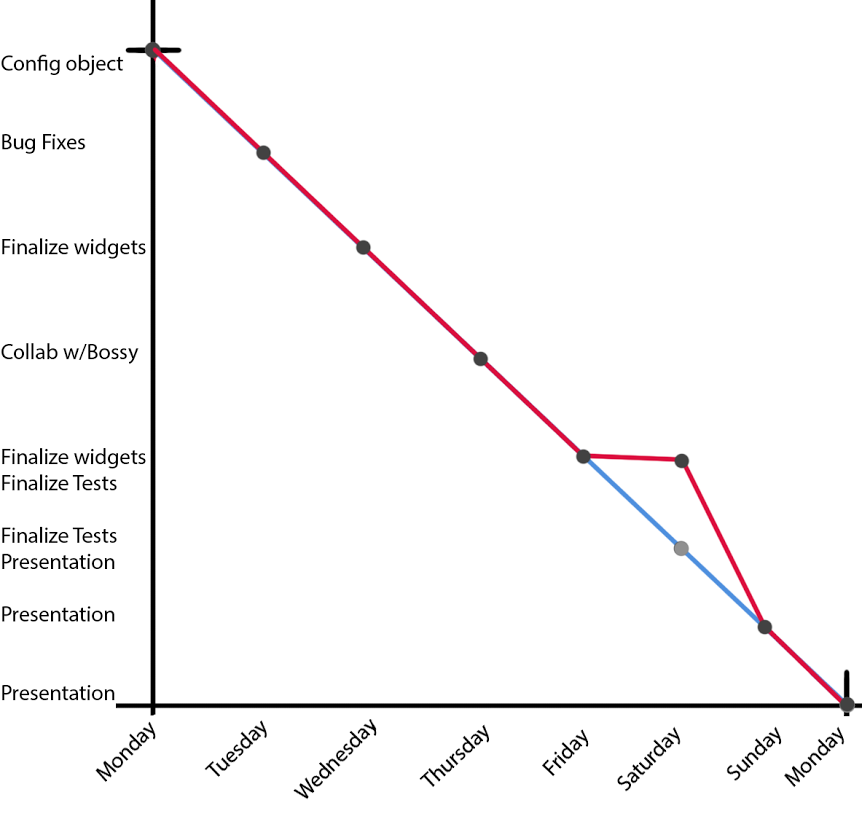 Config object
Bug Fixes
Finalize widgets
Collab w/Bossy
Finalize widgets
Finalize Tests
Finalize Tests
Presentation
Presentation
Presentation
Monday
Tuesday
Wednesday
Thursday
Friday
Saturday
Sunday
Monday